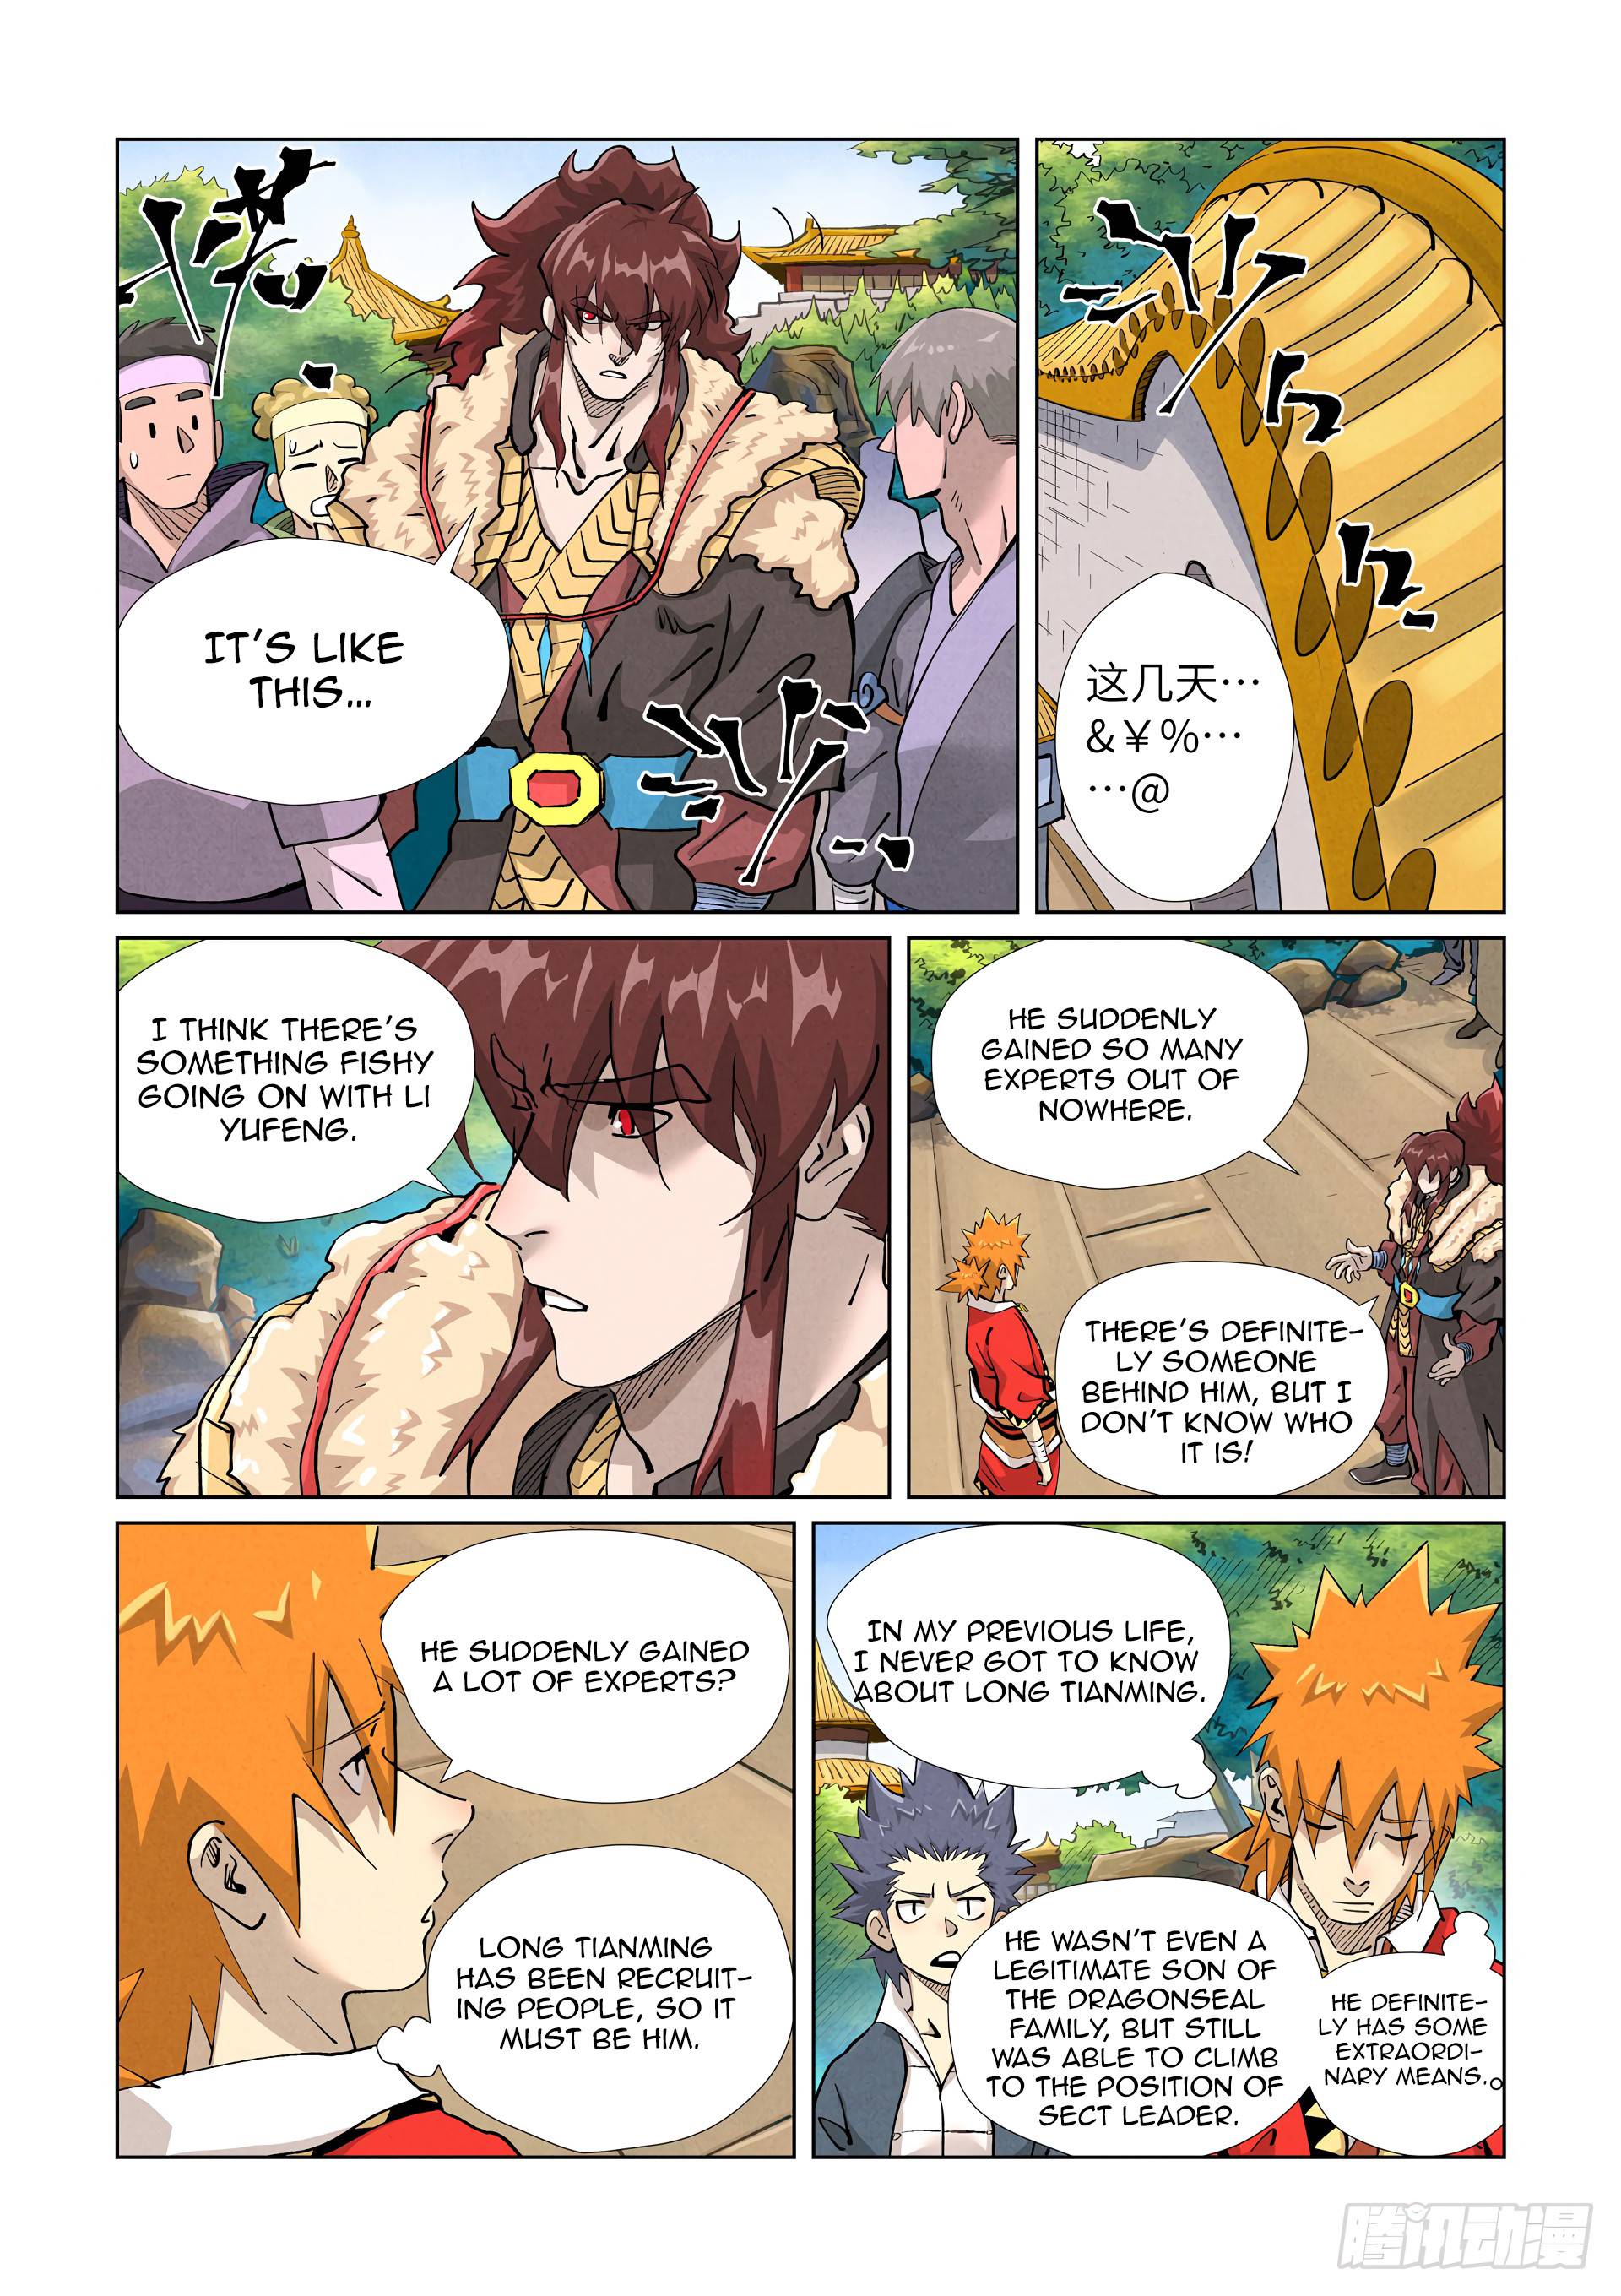 IT'S LIKE
THIS...
这几天…
&￥%…
…@
I THINK THERE'S
SOMETHING FISHY
GOING ON WITH LI
YUFENG.
HE SUDDENLY
GAINED SO MANY
EXPERTS OUT OF
NOWHERE.
THERE'S DEFINITE-
LY SOMEONE
BEHIND HIM, BUT I
DON'T KNOW WHO
IT IS!
HE SUDDENLY GAINED
A LOT OF EXPERTS?
LONG TIANMING
HAS BEEN RECRUIT-
ING PEOPLE, SO IT
MUST BE HIM.
IN MY PREVIOUS LIFE,
I NEVER GOT TO KNOW
ABOUT LONG TIANMING.
HE WASN'T EVEN A
LEGITIMATE SON OF
THE DRAGONSEAL
FAMILY, BUT STILL
WAS ABLE TO CLIMB
TO THE POSITION OF
SECT LEADER.
HE DEFINITE-
LY HAS SOME
EXTRAORDI-
NARY MEANS.。
腾讯动漫